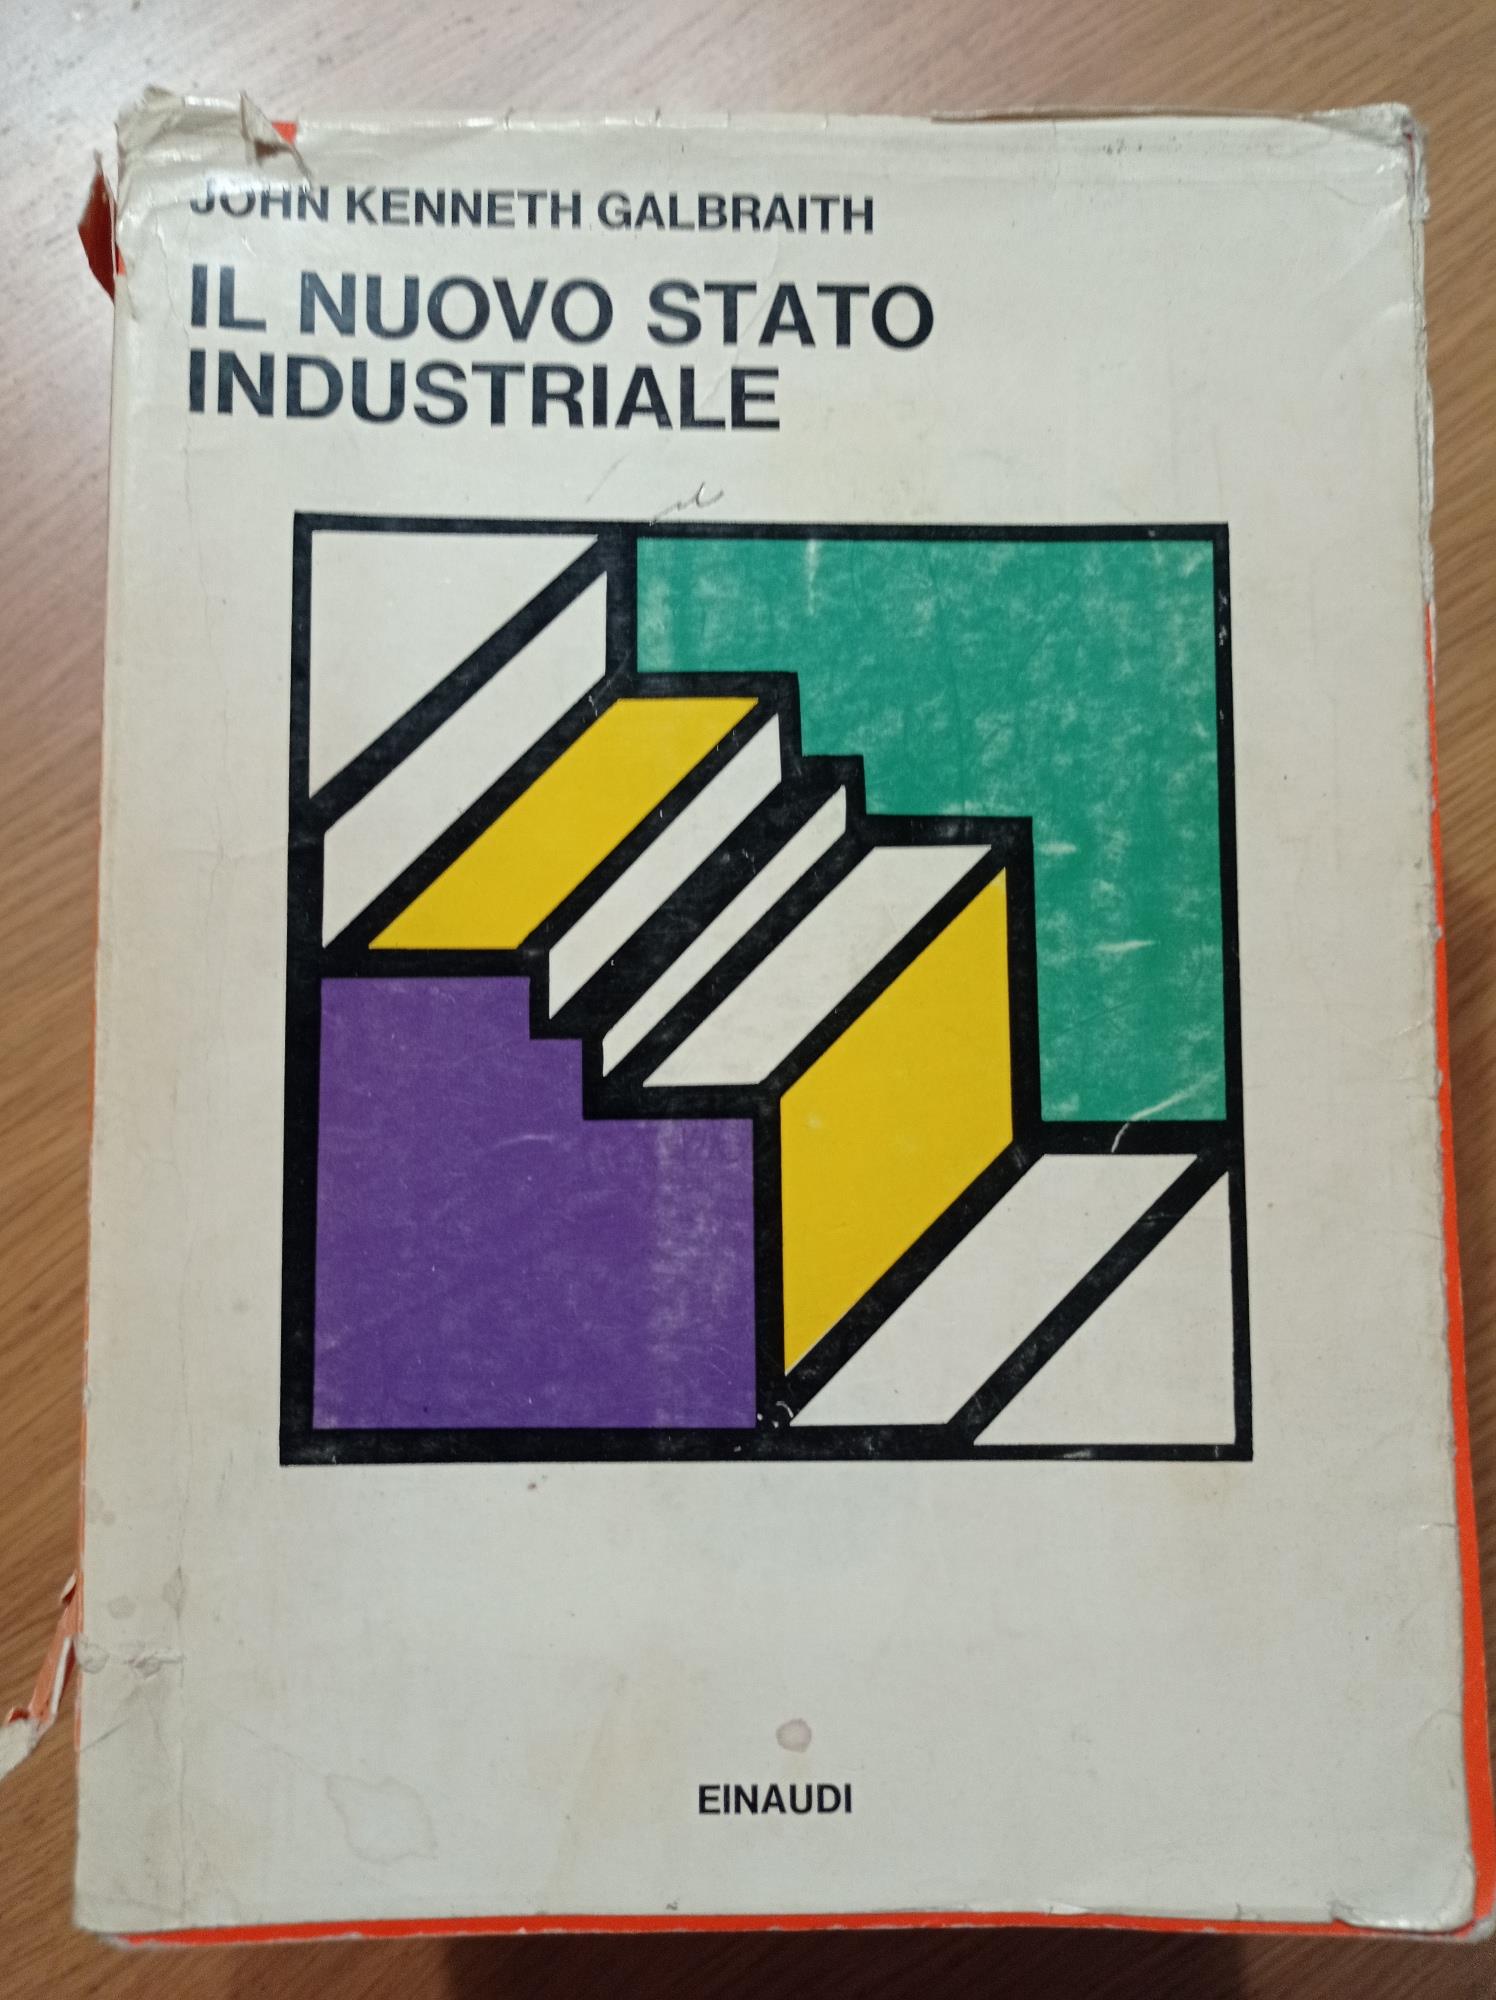 JOHN KENNETH GALBRAITH
IL NUOVO STATO
INDUSTRIALE
EINAUDI